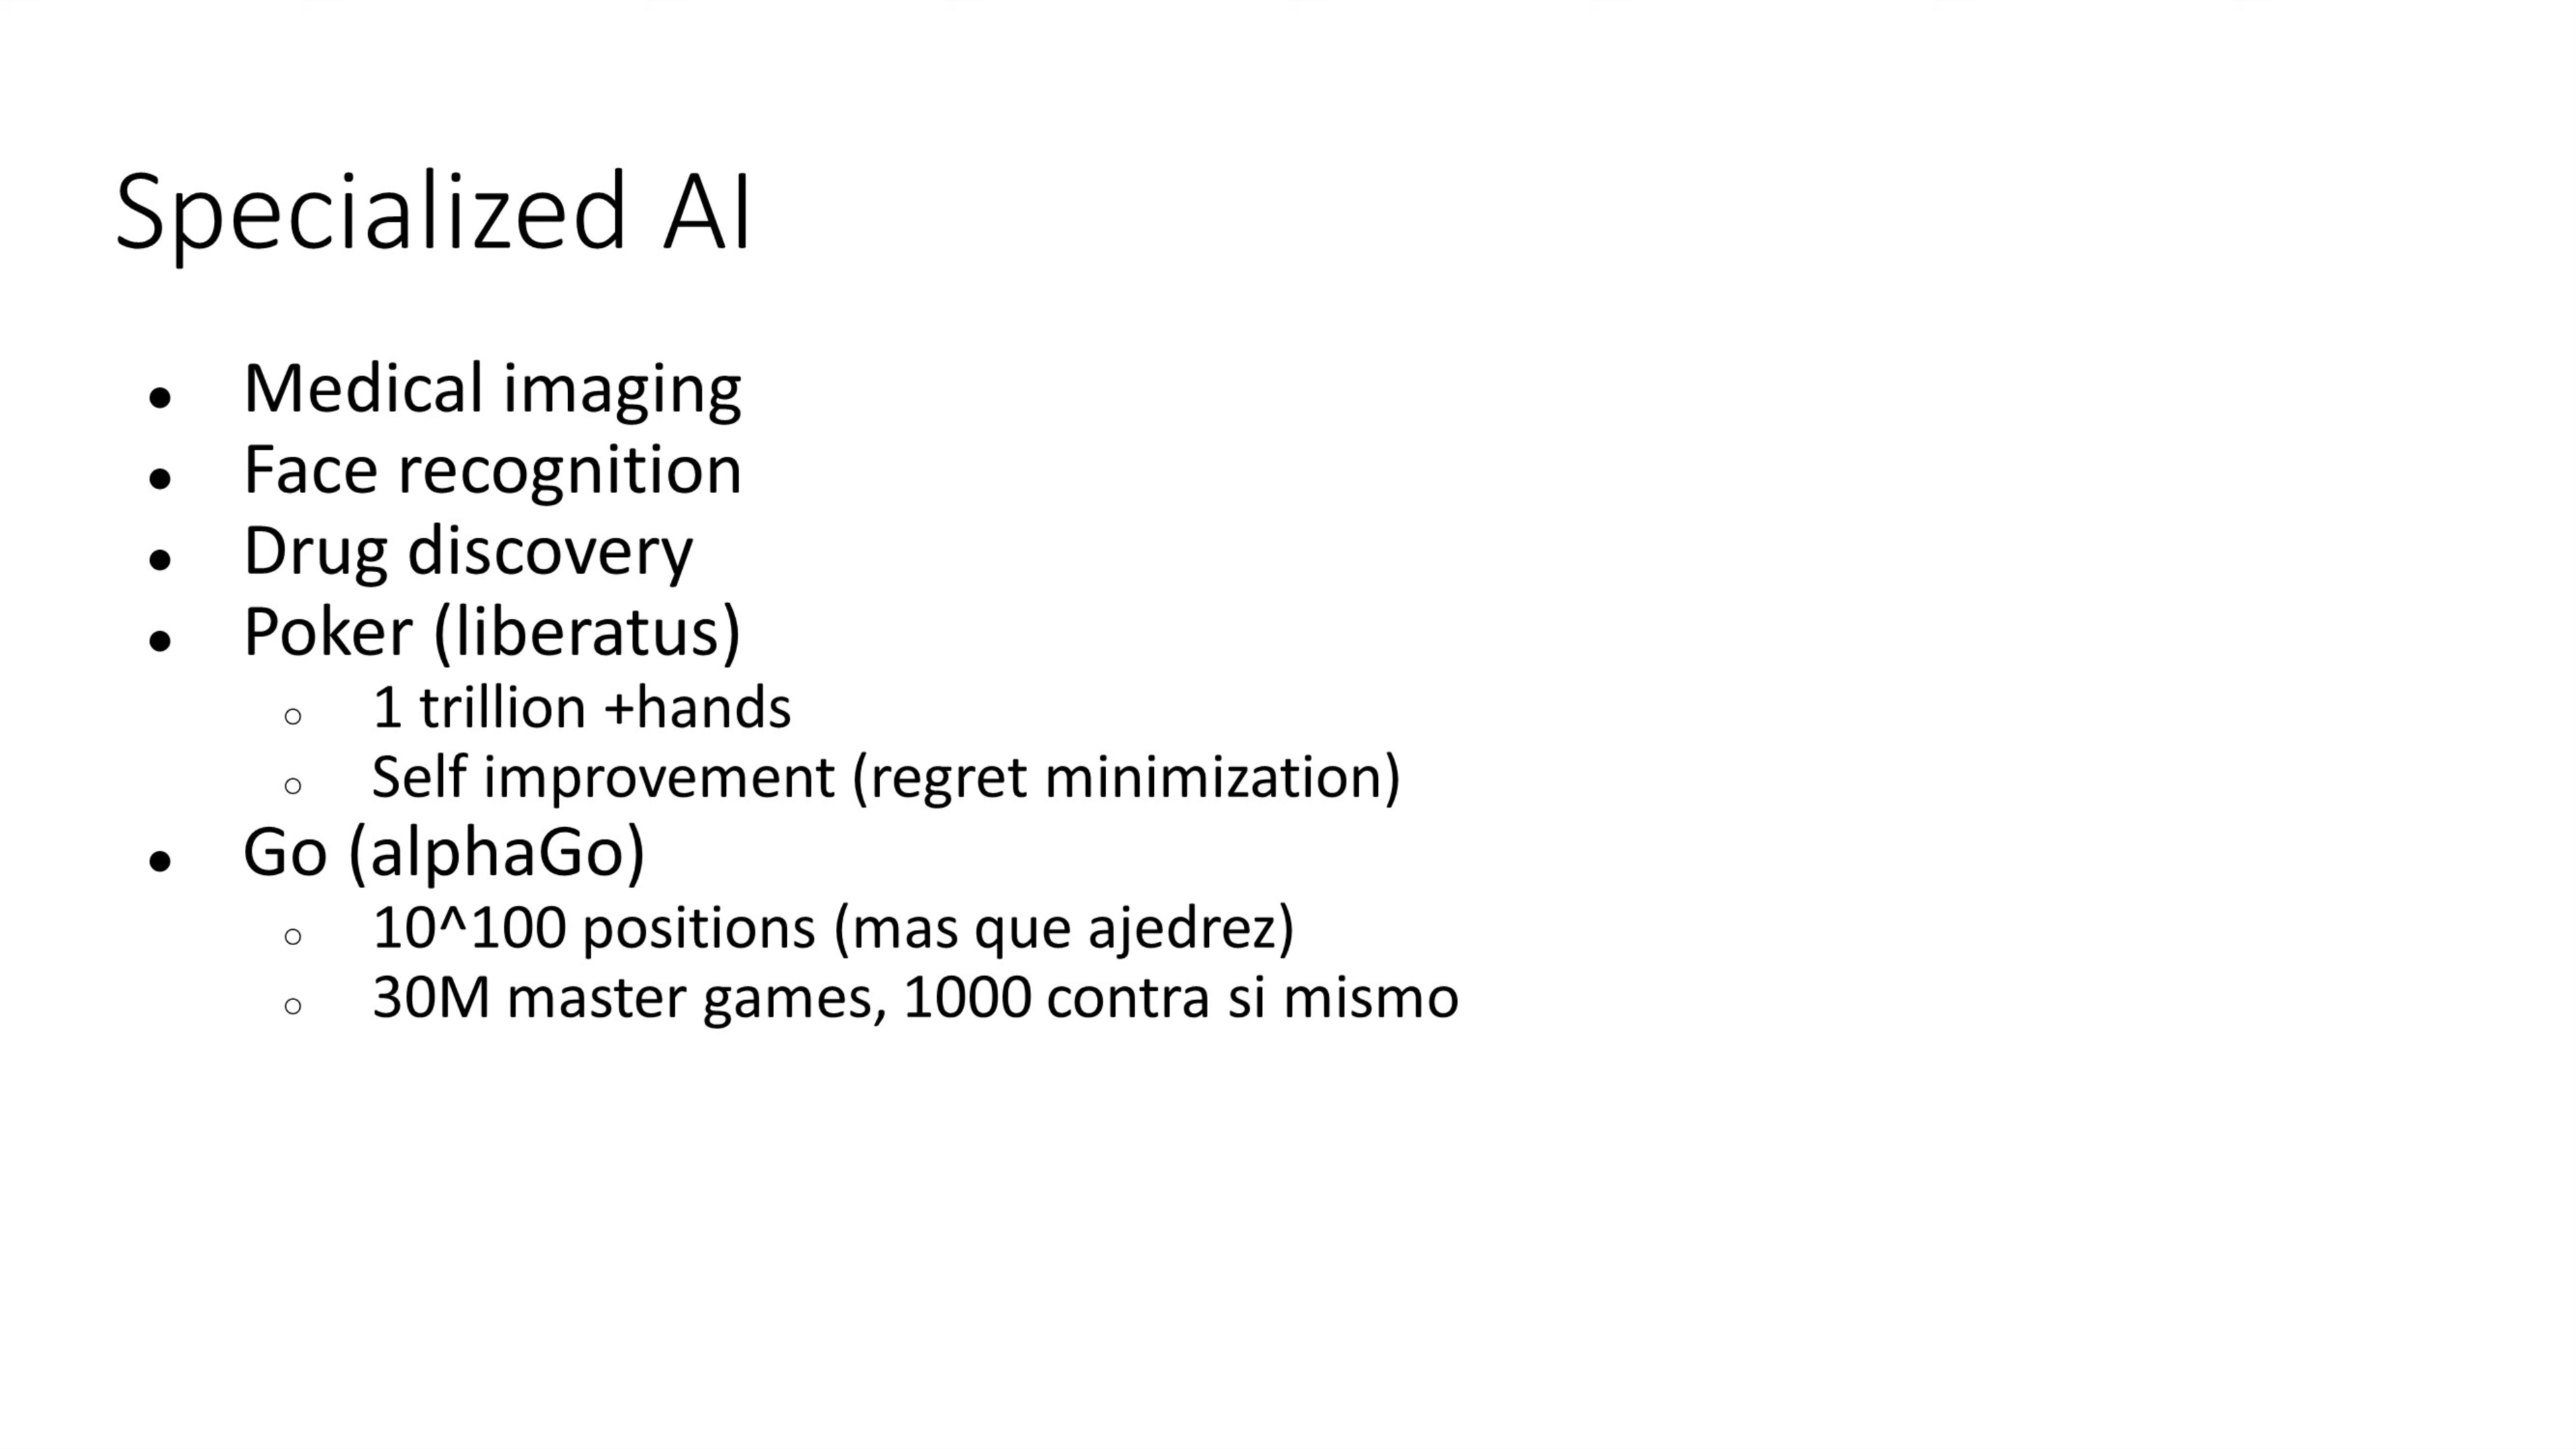 Specialized AI
● Medical imaging
● Face recognition
● Drug discovery
● Poker (liberatus)
○ 1 trillion +hands
○ Self improvement (regret minimization)
● Go (alphaGo)
○ 10^100 positions (mas que ajedrez)
○ 30M master games, 1000 contra si mismo